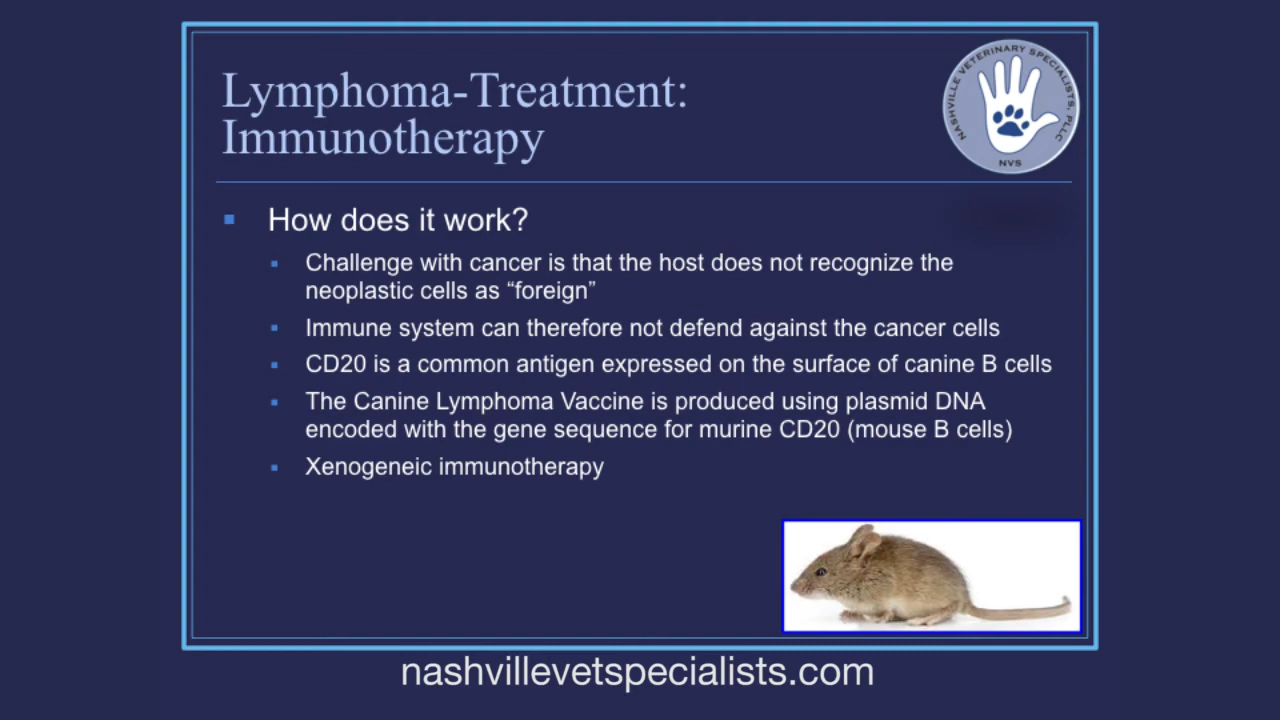 Lymphoma-Treatment:
Immunotherapy
NASHVILLE VETERINARY SPECIALISTS, PLLC
NVS
How does it work?
Challenge with cancer is that the host does not recognize the
neoplastic cells as “foreign”
Immune system can therefore not defend against the cancer cells
CD20 is a common antigen expressed on the surface of canine B cells
The Canine Lymphoma Vaccine is produced using plasmid DNA
encoded with the gene sequence for murine CD20 (mouse B cells)
Xenogeneic immunotherapy
nashvillevetspecialists.com